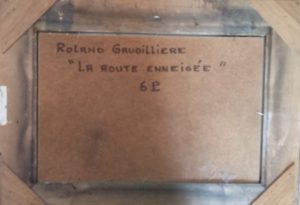 ROLAND GAUDILLIERE
"LA ROUTE ENNEIGÉE"
6P